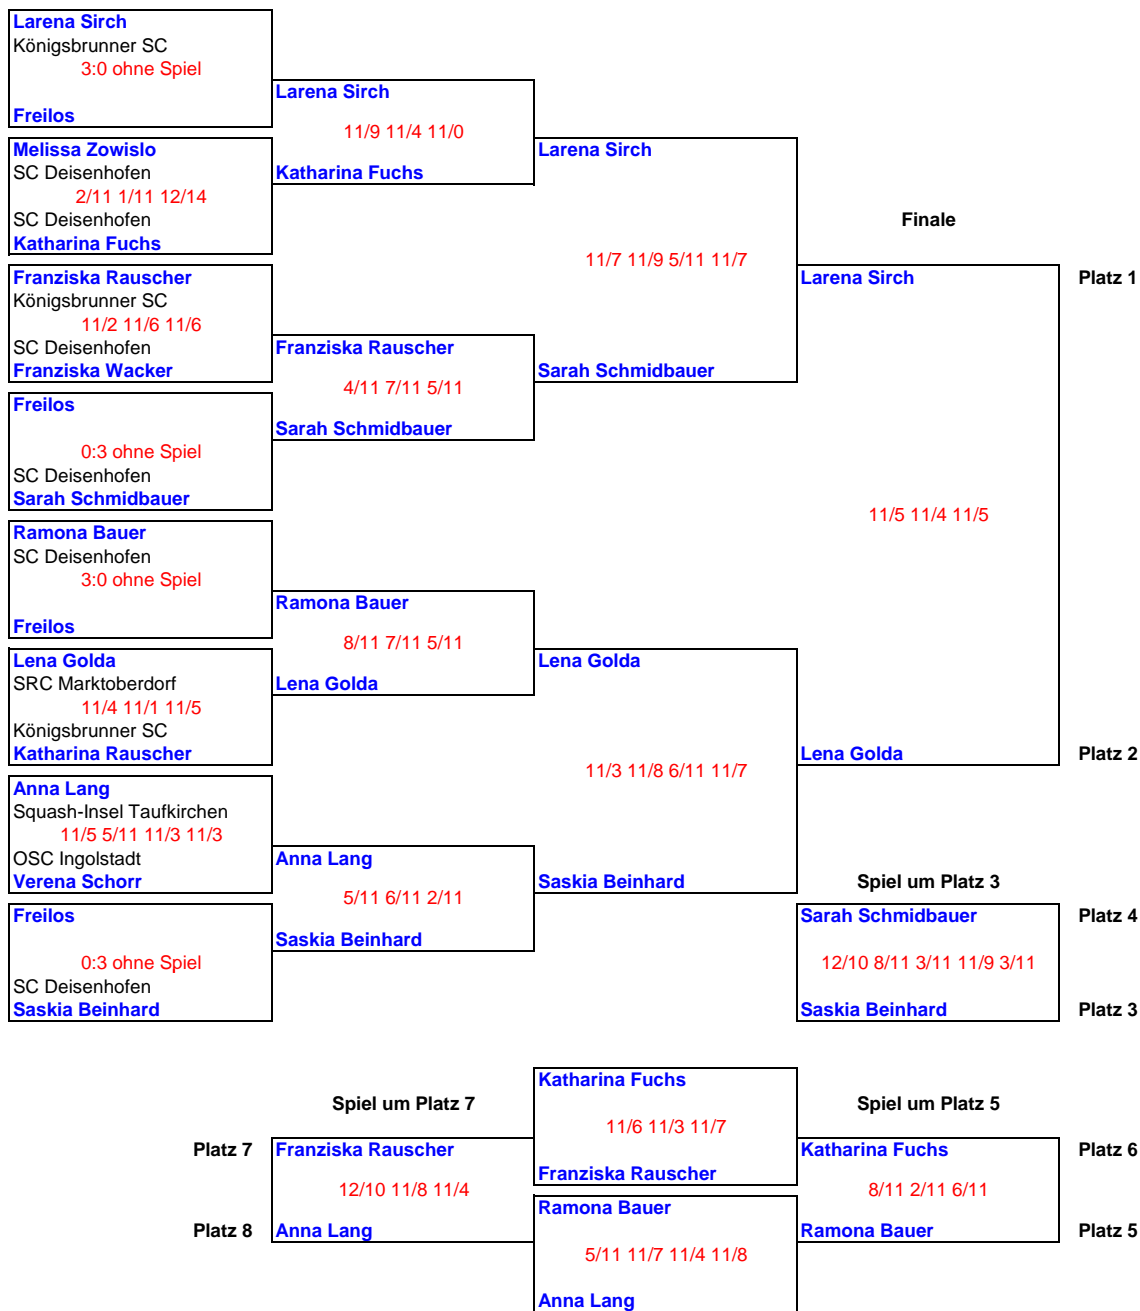 Larena Sirch
Königsbrunner SC
3:0 ohne Spiel
Freilos
Melissa Zowislo
SC Deisenhofen
2/11 1/11 12/14
SC Deisenhofen
Katharina Fuchs
Franziska Rauscher
Königsbrunner SC
11/2 11/6 11/6
SC Deisenhofen
Franziska Wacker
Freilos
0:3 ohne Spiel
SC Deisenhofen
Sarah Schmidbauer
Ramona Bauer
SC Deisenhofen
3:0 ohne Spiel
Freilos
Lena Golda
SRC Marktoberdorf
11/4 11/1 11/5
Königsbrunner SC
Katharina Rauscher
Anna Lang
Squash-Insel Taufkirchen
11/5 5/11 11/3 11/3
OSC Ingolstadt
Verena Schorr
Freilos
0:3 ohne Spiel
SC Deisenhofen
Saskia Beinhard
Larena Sirch
11/9 11/4 11/0
Katharina Fuchs
Franziska Rauscher
4/11 7/11 5/11
Sarah Schmidbauer
Ramona Bauer
8/11 7/11 5/11
Lena Golda
Anna Lang
5/11 6/11 2/11
Saskia Beinhard
Larena Sirch
11/7 11/9 5/11 11/7
Sarah Schmidbauer
Lena Golda
11/3 11/8 6/11 11/7
Saskia Beinhard
Finale
Larena Sirch Platz 1
11/5 11/4 11/5
Lena Golda Platz 2
Spiel um Platz 3
Sarah Schmidbauer Platz 4
12/10 8/11 3/11 11/9 3/11
Saskia Beinhard Platz 3
Spiel um Platz 7
Platz 7 Franziska Rauscher
12/10 11/8 11/4
Platz 8 Anna Lang
Katharina Fuchs
11/6 11/3 11/7
Franziska Rauscher
Ramona Bauer
5/11 11/7 11/4 11/8
Anna Lang
Spiel um Platz 5
Katharina Fuchs Platz 6
8/11 2/11 6/11
Ramona Bauer Platz 5